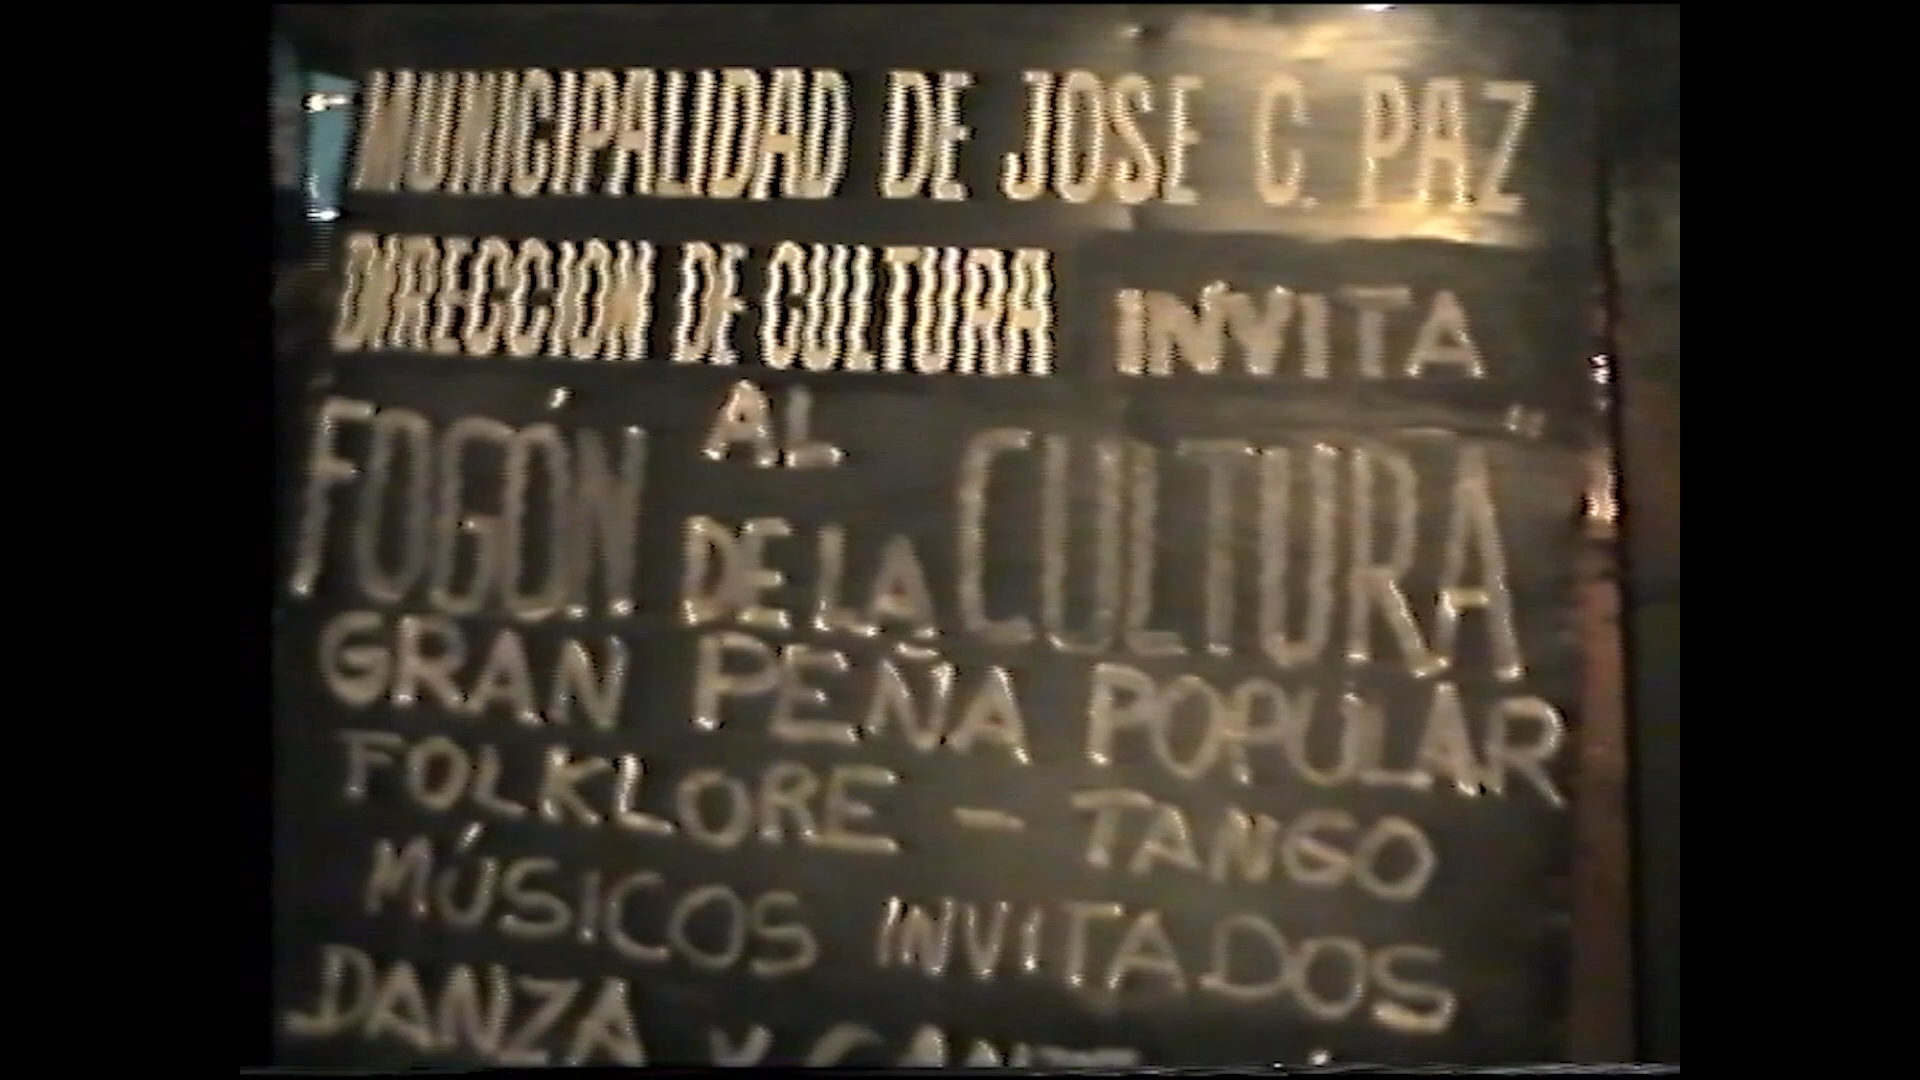 MUNICIPALIDAD DE JOSE C. PAZ
DIRECCION DE CULTURA INVITA
AL
"FOGÓN DE LA CULTURA"
GRAN PEÑA POPULAR
FOLKLORE - TANGO
MÚSICOS INVITADOS
DANZA Y